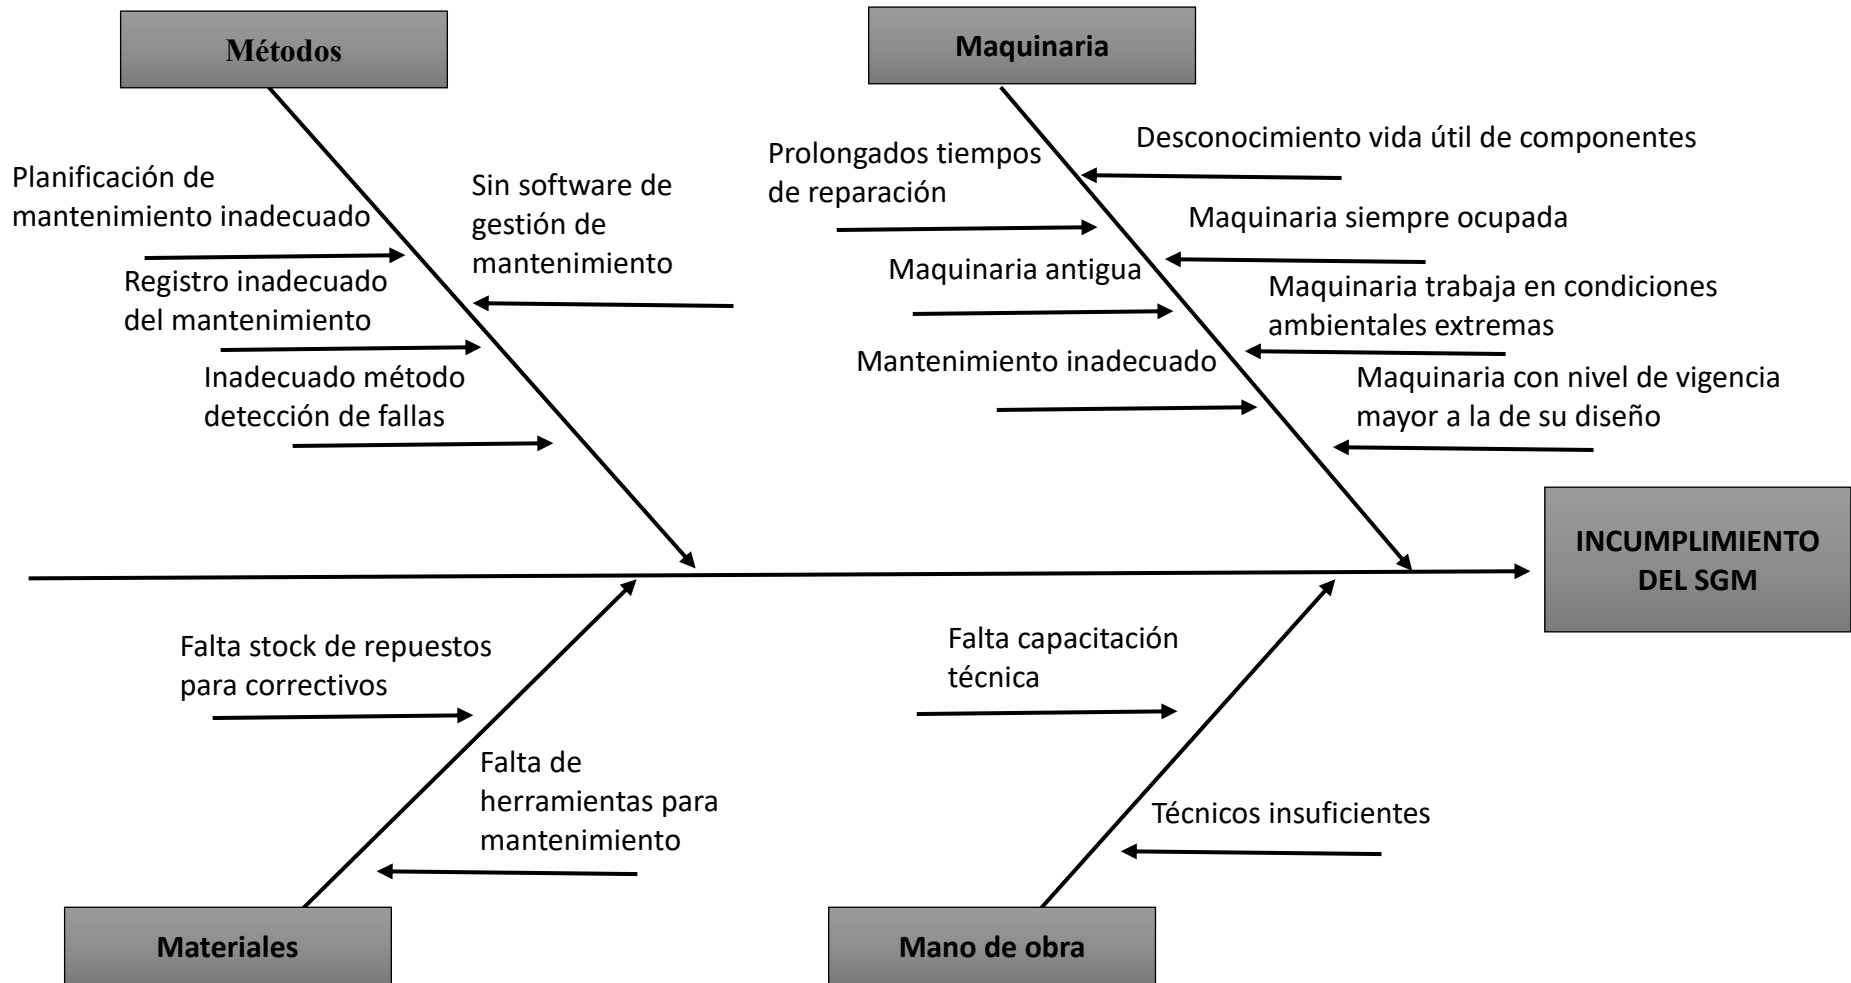 Métodos
Maquinaria
Planificación de
mantenimiento inadecuado
Sin software de
gestión de
mantenimiento
Registro inadecuado
del mantenimiento
Inadecuado método
detección de fallas
Prolongados tiempos
de reparación
Desconocimiento vida útil de componentes
Maquinaria siempre ocupada
Maquinaria antigua
Maquinaria trabaja en condiciones
ambientales extremas
Mantenimiento inadecuado
Maquinaria con nivel de vigencia
mayor a la de su diseño
INCUMPLIMIENTO
DEL SGM
Falta stock de repuestos
para correctivos
Falta de
herramientas para
mantenimiento
Falta capacitación
técnica
Técnicos insuficientes
Materiales
Mano de obra